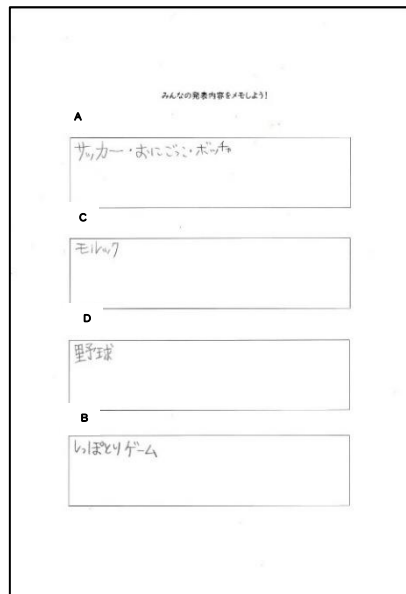 みんなの発表内容をメモしよう!
A
サッカー・おにごっこ・ボッチャ
C
モルック
D
野球
B
しっぽとりゲーム